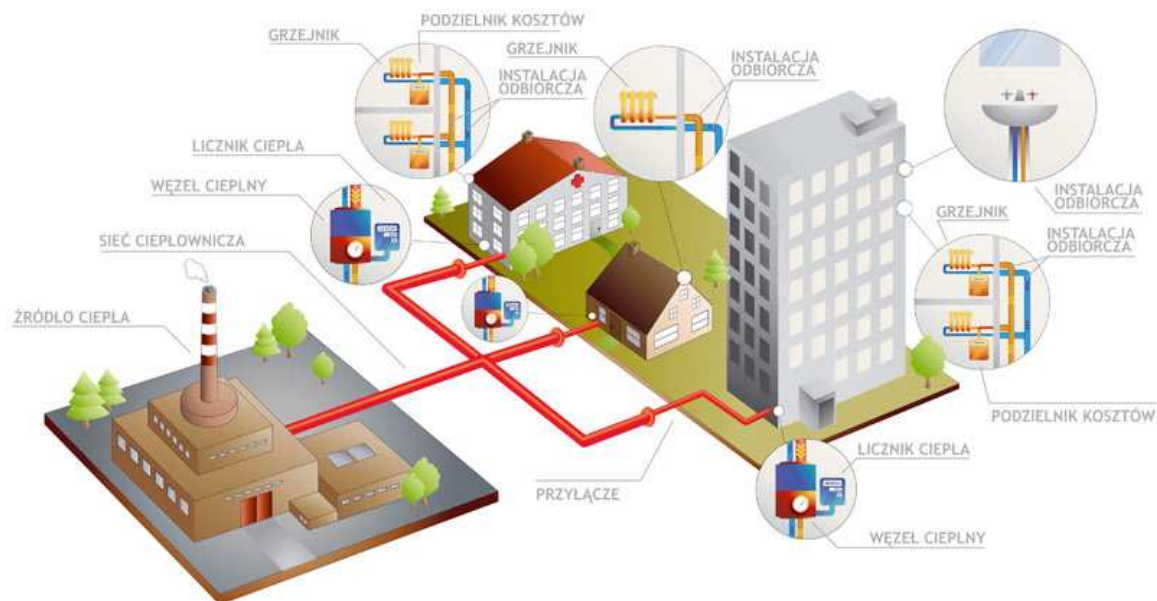 PODZIELNIK KOSZTÓW
GRZEJNIK
INSTALACJA
ODBIORCZA
GRZEJNIK
INSTALACJA
ODBIORCZA
LICZNIK CIEPŁA
WĘZEŁ CIEPLNY
SIEĆ CIEPŁOWNICZA
ŹRÓDŁO CIEPŁA
INSTALACJA
ODBIORCZA
GRZEJNIK
INSTALACJA
ODBIORCZA
PODZIELNIK KOSZTÓW
LICZNIK CIEPŁA
PRZYŁĄCZE
WĘZEŁ CIEPLNY